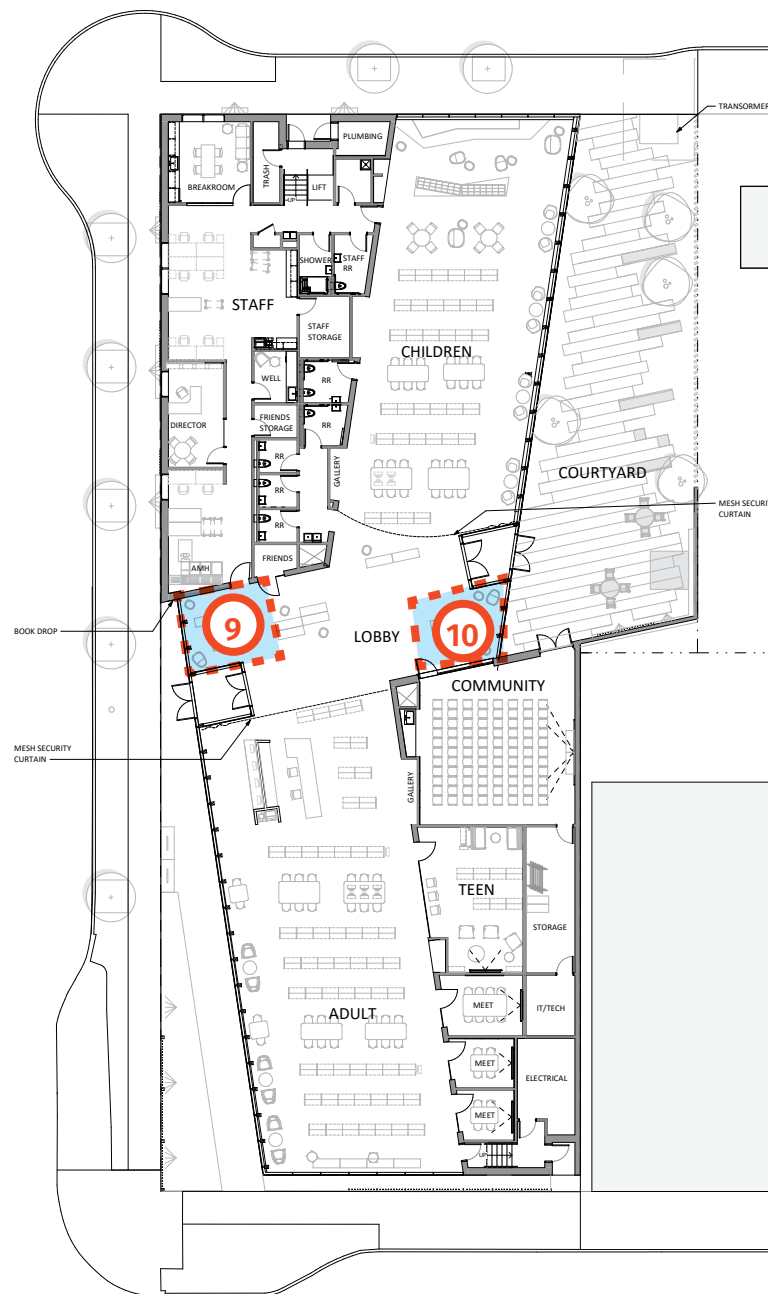 TRANSORMER
PLUMBING
TRASH
LIFT
BREAKROOM
UP
SHOWER
STAFF
RR
STAFF
STAFF
STORAGE
CHILDREN
WELL
RR
DIRECTOR
FRIENDS
STORAGE
RR
RR
GALLERY
COURTYARD
RR
MESH SECURIT
CURTAIN
RR
FRIENDS
AMH
BOOK DROP
9
LOBBY
10
COMMUNITY
MESH SECURITY
CURTAIN
GALLERY
TEEN
STORAGE
ADULT
MEET
IT/TECH
MEET
ELECTRICAL
MEET
UP